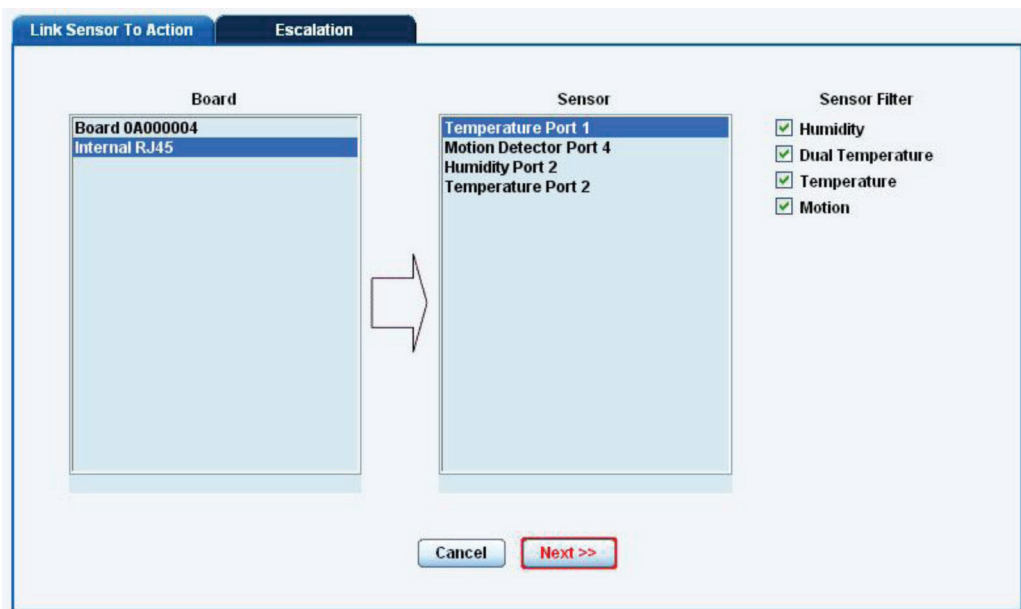 Link Sensor To Action
Escalation
Board
Board 0A000004
Internal RJ45
Sensor
Temperature Port 1
Motion Detector Port 4
Humidity Port 2
Temperature Port 2
Sensor Filter
Humidity
Dual Temperature
Temperature
Motion
Cancel
Next >>